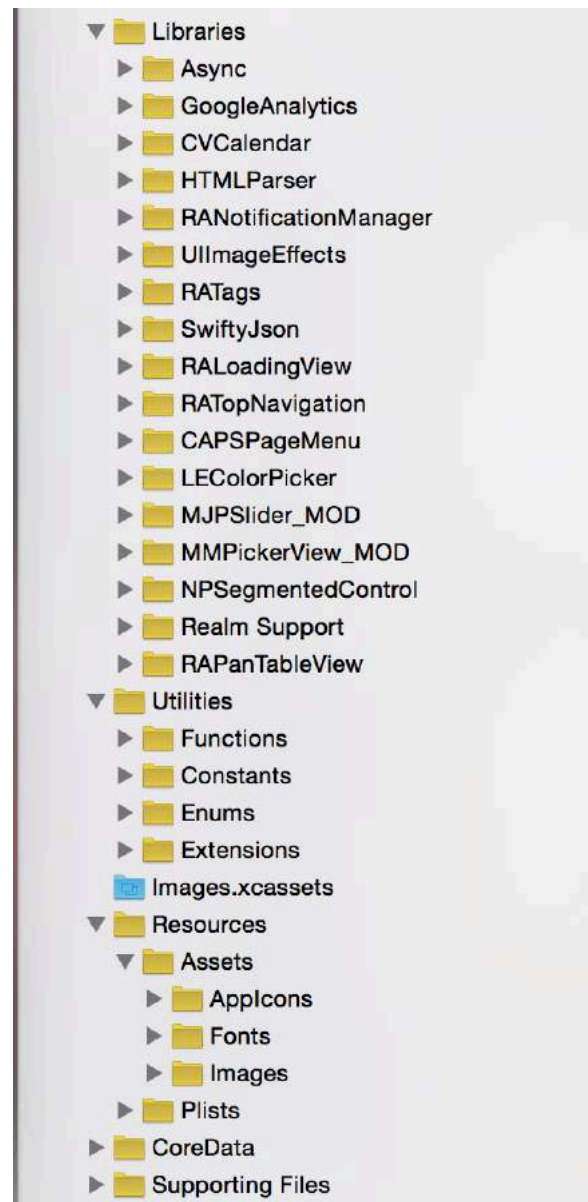 Libraries
Async
GoogleAnalytics
CVCalendar
HTMLParser
RANotificationManager
UIImageEffects
RATags
SwiftyJson
RALoadingView
RATopNavigation
CAPSPageMenu
LEColorPicker
MJPSlider_MOD
MMPickerView_MOD
NPSegmentedControl
Realm Support
RAPanTableView
Utilities
Functions
Constants
Enums
Extensions
Images.xcassets
Resources
Assets
AppIcons
Fonts
Images
Plists
CoreData
Supporting Files